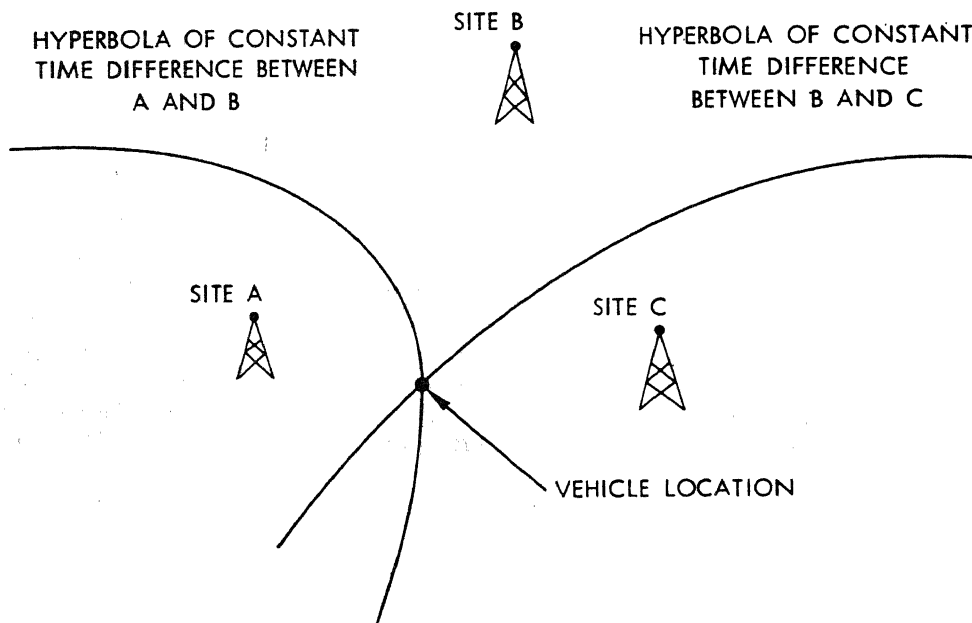 HYPERBOLA OF CONSTANT
TIME DIFFERENCE BETWEEN
A AND B
SITE B
HYPERBOLA OF CONSTANT
TIME DIFFERENCE
BETWEEN B AND C
SITE A
SITE C
VEHICLE LOCATION